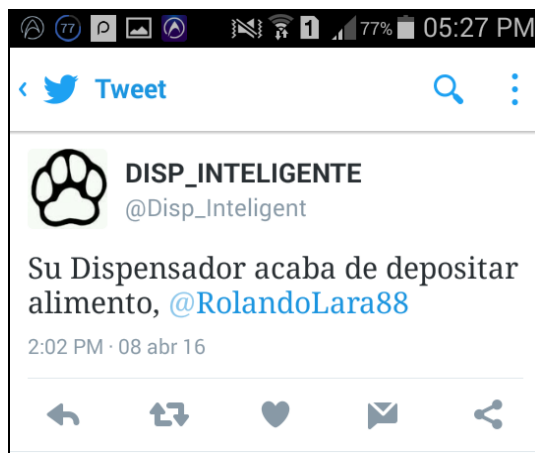 77 1 77% 05:27 PM
Tweet
DISP_INTELIGENTE
@Disp_Inteligent
Su Dispensador acaba de depositar
alimento, @RolandoLara88
2:02 PM · 08 abr 16